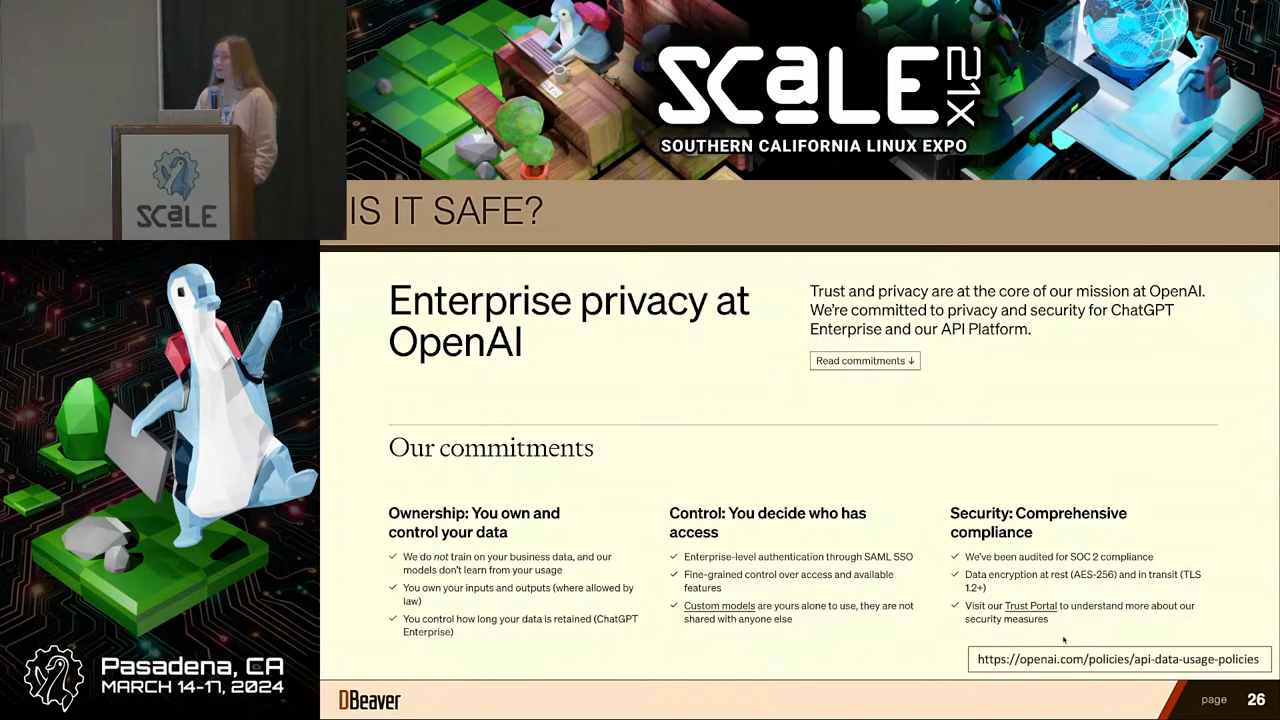 SCaLE 21X
SOUTHERN CALIFORNIA LINUX EXPO
SCaLE
IS IT SAFE?
Enterprise privacy at
OpenAI
Trust and privacy are at the core of our mission at OpenAI.
We're committed to privacy and security for ChatGPT
Enterprise and our API Platform.
Read commitments ↓
Our commitments
Ownership: You own and
control your data
✓ We do not train on your business data, and our
models don't learn from your usage
✓ You own your inputs and outputs (where allowed by
law)
✓ You control how long your data is retained (ChatGPT
Enterprise)
Control: You decide who has
access
✓ Enterprise-level authentication through SAML SSO
✓ Fine-grained control over access and available
features
✓ Custom models are yours alone to use, they are not
shared with anyone else
Security: Comprehensive
compliance
✓ We've been audited for SOC 2 compliance
✓ Data encryption at rest (AES-256) and in transit (TLS
1.2+)
✓ Visit our Trust Portal to understand more about our
security measures
https://openai.com/policies/api-data-usage-policies
Pasadena, CA
MARCH 14-17, 2024
DBeaver
page 26